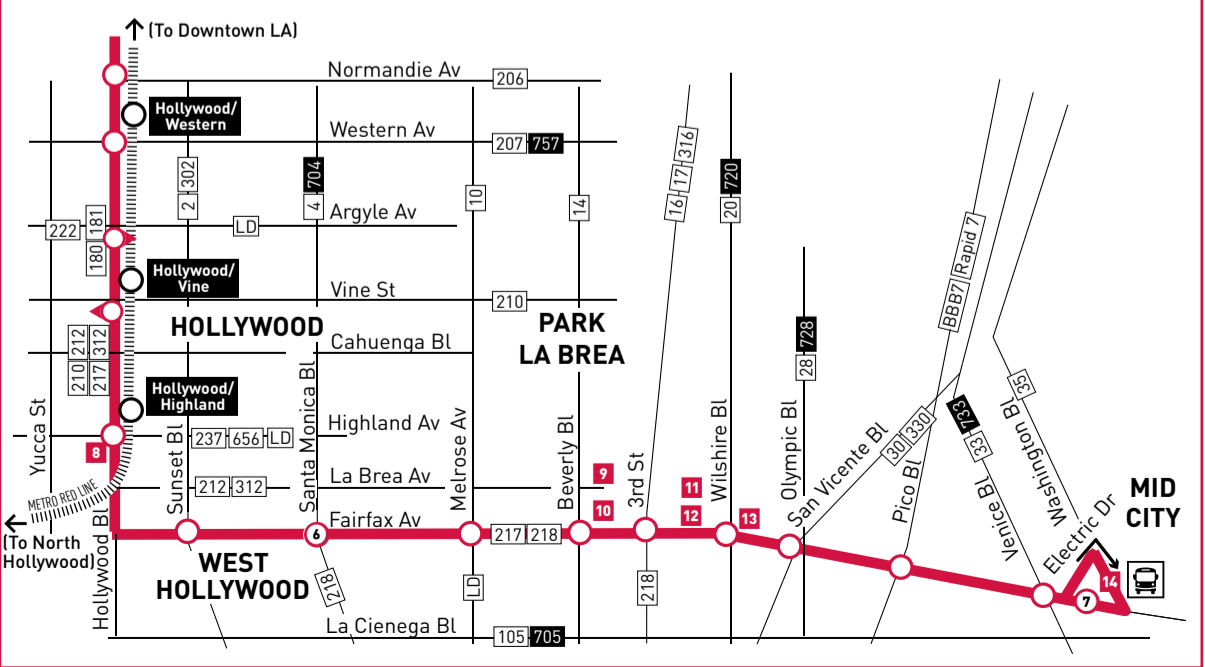 (To Downtown LA)
Normandie Av
206
Hollywood/
Western
Western Av
207 757
2 302
4 704
10
14
16 17 316
20 720
Argyle Av
LD
222
180 181
Hollywood/
Vine
Vine St
210
HOLLYWOOD
PARK
LA BREA
Cahuenga Bl
212 312
210 217
28 728
BBB7 Rapid 7
Hollywood/
Highland
Highland Av
237 656 LD
8
Yucca St
Sunset Bl
Santa Monica Bl
Melrose Av
Beverly Bl
3rd St
Wilshire Bl
Olympic Bl
San Vicente Bl
30 330
Pico Bl
33 733
Venice Bl
35
Washington Bl
Electric Dr
MID
CITY
La Brea Av
212 312
9
10
11
12
13
METRO RED LINE
(To North
Hollywood)
Hollywood Bl
Fairfax Av
6
217 218
WEST
HOLLYWOOD
218
LD
218
7
14
La Cienega Bl
105 705